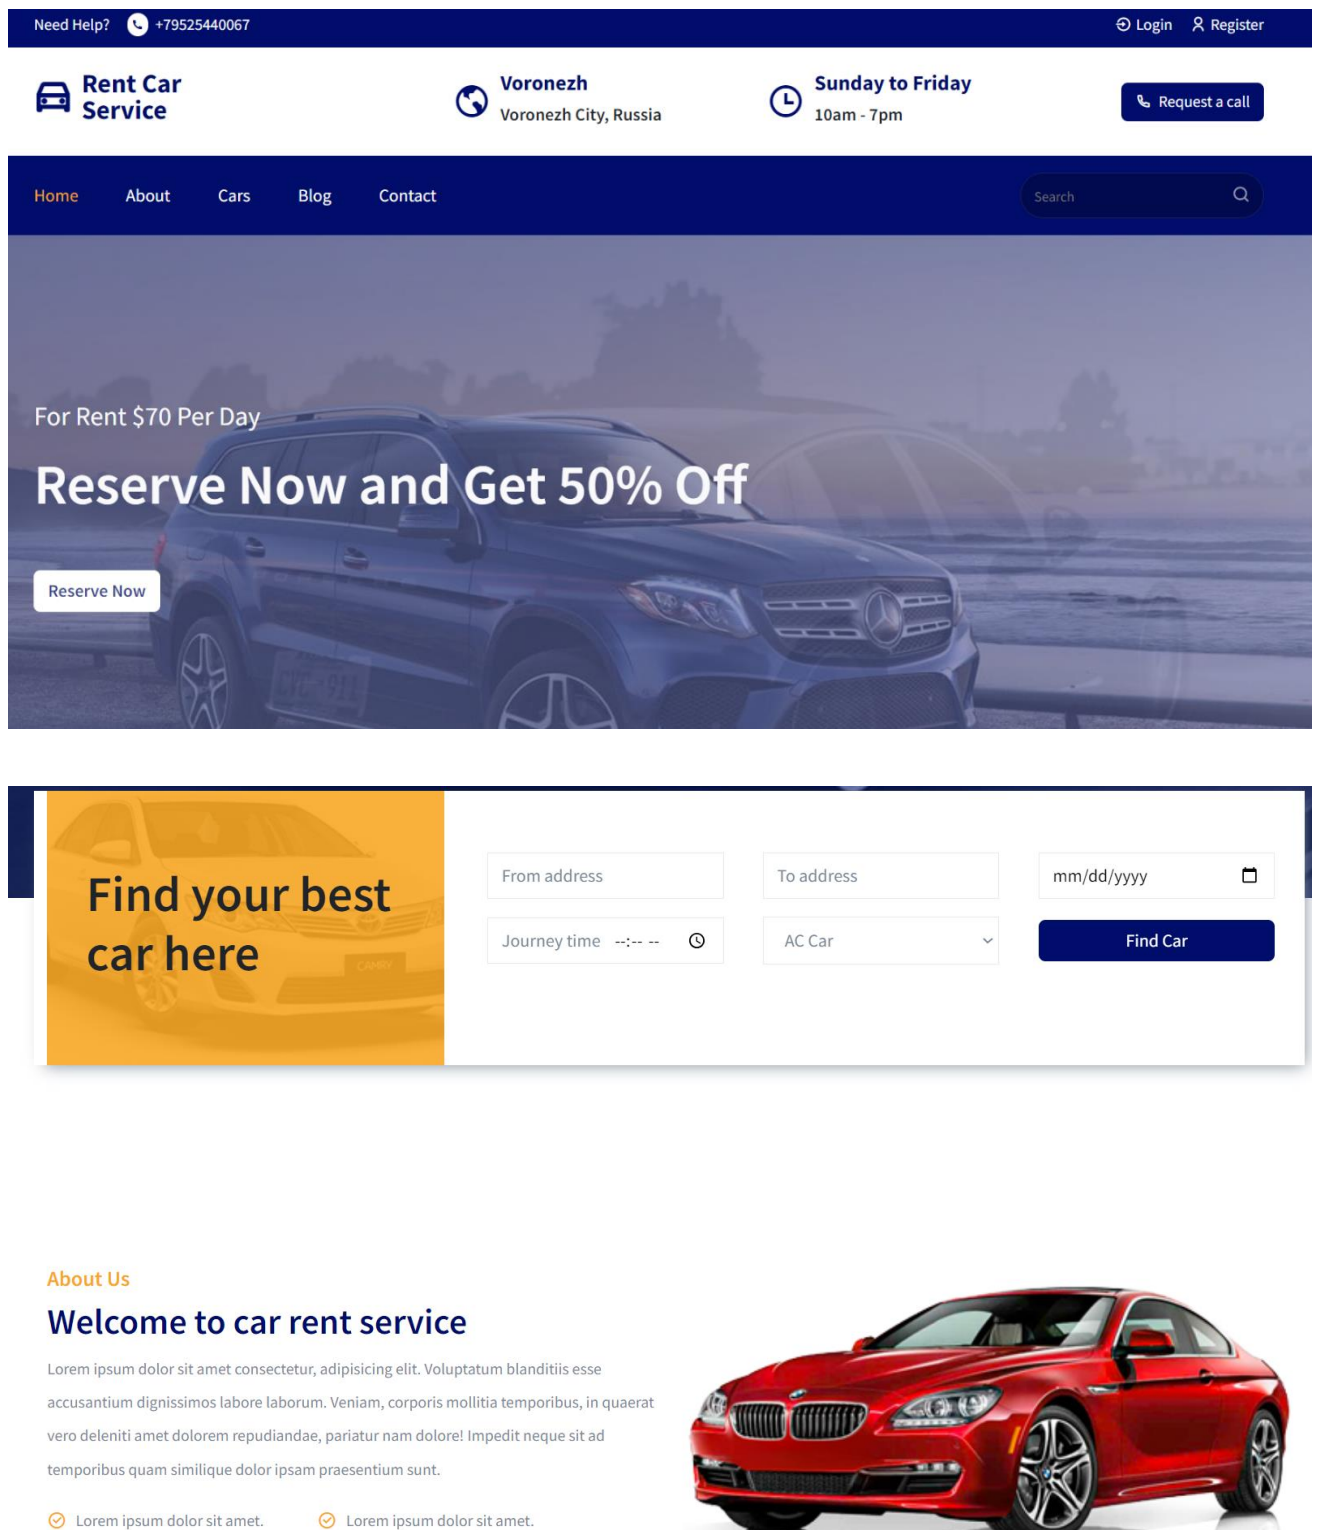 Need Help? +79525440067 Login Register
Rent Car
Service
Voronezh
Voronezh City, Russia
Sunday to Friday
10am - 7pm
Request a call
Home About Cars Blog Contact Search
For Rent $70 Per Day
Reserve Now and Get 50% Off
Reserve Now
Find your best
car here
CAMRY
From address To address mm/dd/yyyy
Journey time --:-- -- AC Car Find Car
About Us
Welcome to car rent service
Lorem ipsum dolor sit amet consectetur, adipisicing elit. Voluptatum blanditiis esse
accusantium dignissimos labore laborum. Veniam, corporis mollitia temporibus, in quaerat
vero deleniti amet dolorem repudiandae, pariatur nam dolore! Impedit neque sit ad
temporibus quam similique dolor ipsam praesentium sunt.
Lorem ipsum dolor sit amet. Lorem ipsum dolor sit amet.